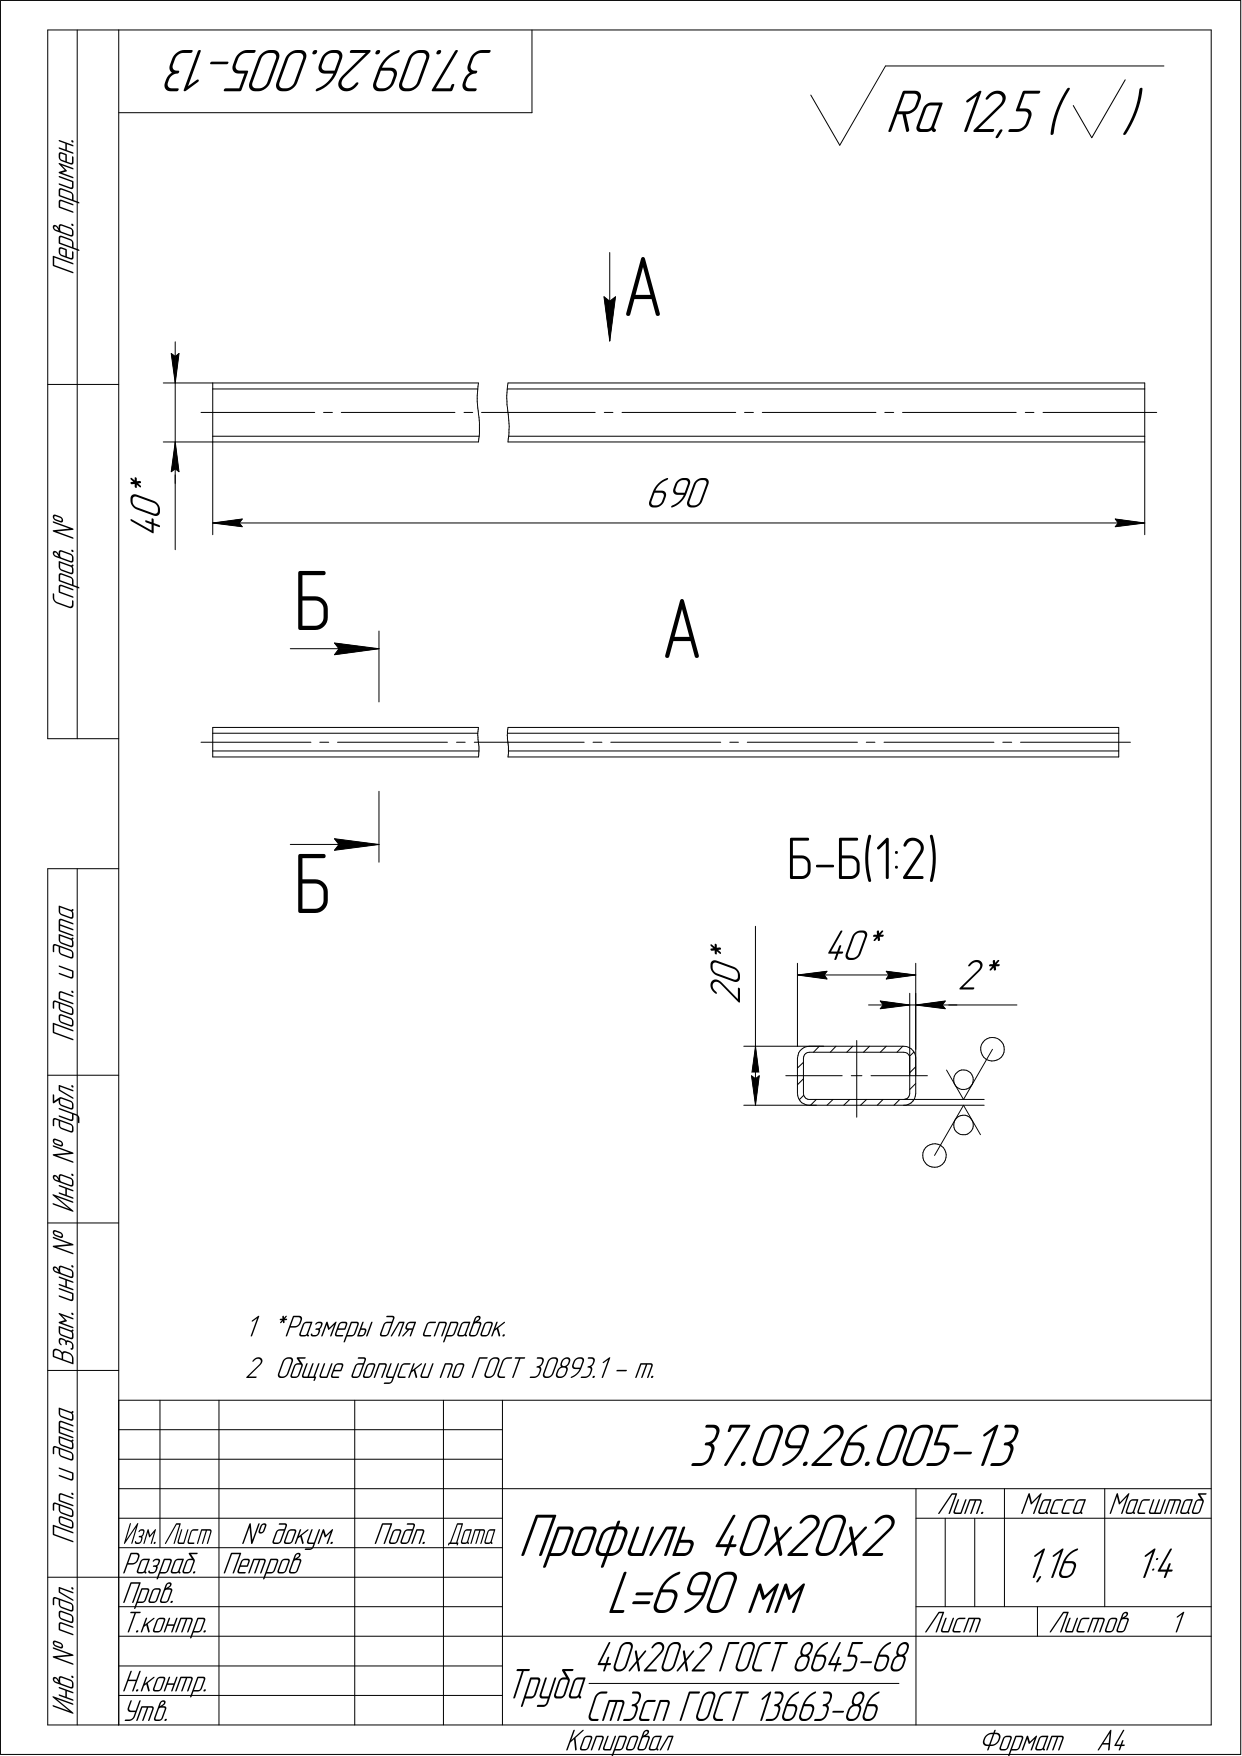 37.09.26.005-13
Ra 12,5 ( )
Перв. примен.
Справ. №
Подп. и дата
Инв. № дубл.
Взам. инв. №
Подп. и дата
Инв. № подл.
А
40*
690
Б
А
Б
Б-Б(1:2)
20*
40*
2*
1 *Размеры для справок.
2 Общие допуски по ГОСТ 30893.1 - m.
37.09.26.005-13
Изм. Лист № докум. Подп. Дата
Разраб. Петров
Пров.
Т.контр.
Н.контр.
Утв.
Профиль 40х20х2
L=690 мм
Лит. Масса Масштаб
1,16 1:4
Лист Листов 1
Труба 40х20х2 ГОСТ 8645-68
Ст3сп ГОСТ 13663-86
Копировал Формат А4